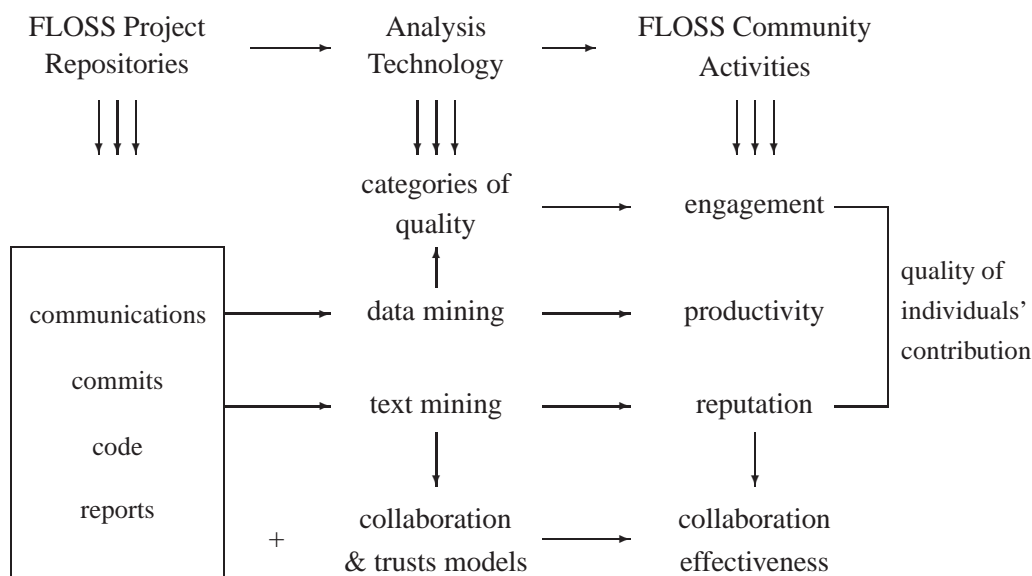 FLOSS Project
Repositories
Analysis
Technology
FLOSS Community
Activities
categories of
quality
engagement
communications
commits
code
reports
data mining
productivity
quality of
individuals’
contribution
text mining
reputation
+
collaboration
& trusts models
collaboration
effectiveness